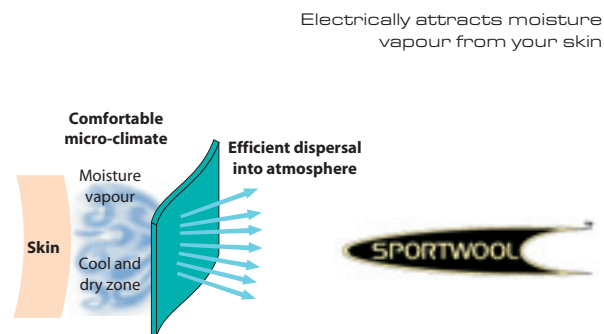 Electrically attracts moisture
vapour from your skin
Comfortable
micro-climate
Efficient dispersal
into atmosphere
Moisture
vapour
Skin
Cool and
dry zone
SPORTWOOL